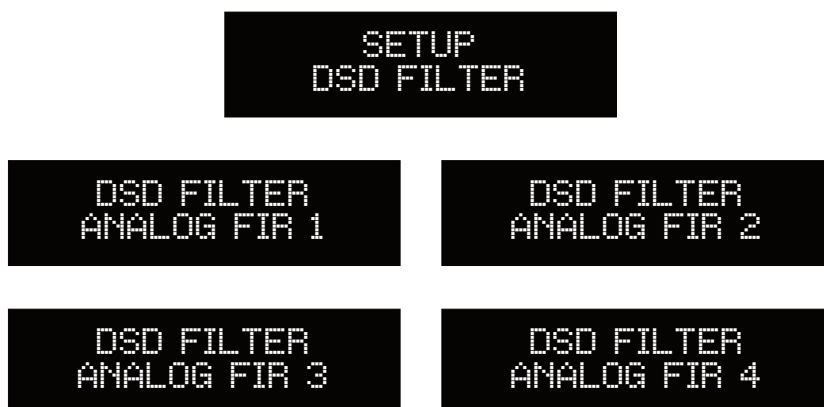 SETUP
DSD FILTER
DSD FILTER
ANALOG FIR 1
DSD FILTER
ANALOG FIR 2
DSD FILTER
ANALOG FIR 3
DSD FILTER
ANALOG FIR 4